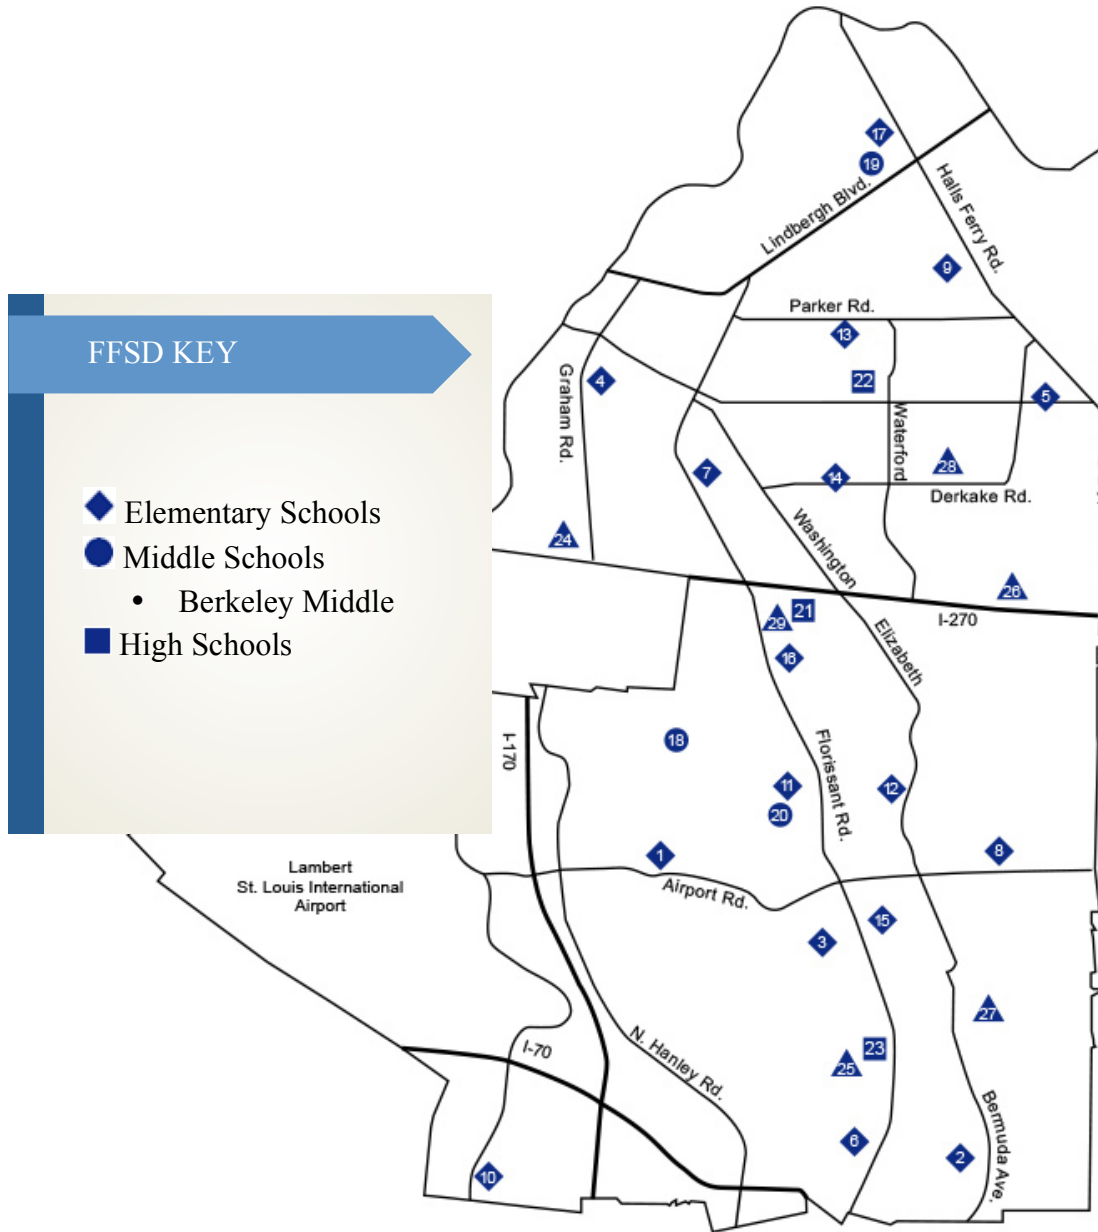 17
19
Halls Ferry Rd.
Lindbergh Blvd.
9
Parker Rd.
13
FFSD KEY
Graham Rd.
4
22
5
Waterford
7
14
28
Derkake Rd.
Elementary Schools
Middle Schools
• Berkeley Middle
High Schools
24
Washington
26
I-270
29
21
Elizabeth
16
I-170
18
Florissant Rd.
11
12
20
1
8
Lambert
St. Louis International
Airport
Airport Rd.
15
3
27
I-70
N. Hanley Rd.
23
25
Bermuda Ave.
6
2
10